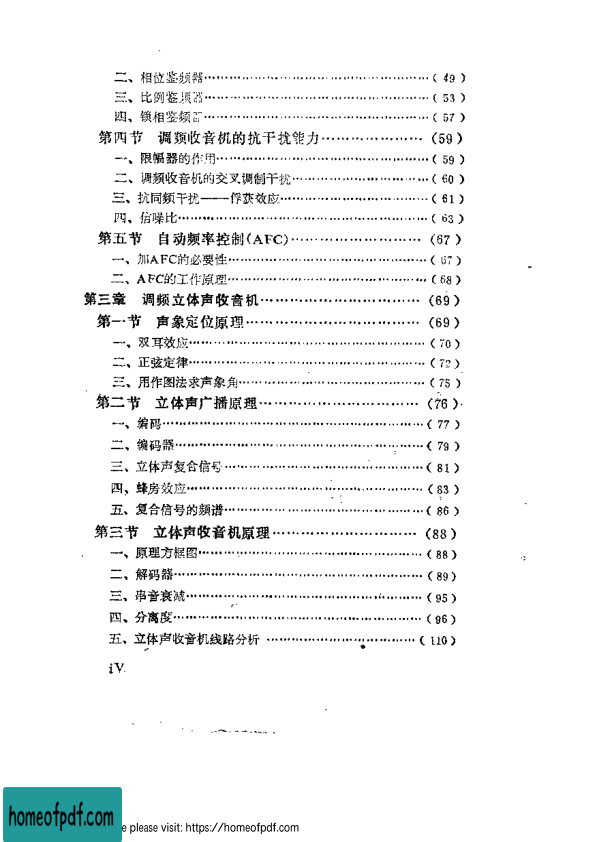 二、相位鉴频器……………………………………( 49 )
三、比例鉴频器……………………………………( 53 )
四、锁相鉴频器……………………………………( 57 )
第四节 调频收音机的抗干扰能力………………… (59)
一、限幅器的作用…………………………………( 59 )
二、调频收音机的交叉调制干扰…………………( 60 )
三、抗同频干扰——俘获效应……………………( 61 )
四、信噪比…………………………………………( 63 )
第五节 自动频率控制(AFC)……………………… (67)
一、加AFC的必要性………………………………( 67 )
二、AFC的工作原理………………………………( 68 )
第三章 调频立体声收音机………………………… (69)
第一节 声象定位原理……………………………… (69)
一、双耳效应………………………………………( 70 )
二、正弦定律………………………………………( 72 )
三、用作图法求声象角……………………………( 75 )
第二节 立体声广播原理…………………………… (76)
一、编码……………………………………………( 77 )
二、编码器…………………………………………( 79 )
三、立体声复合信号………………………………( 81 )
四、蜂房效应………………………………………( 83 )
五、复合信号的频谱………………………………( 86 )
第三节 立体声收音机原理………………………… (88)
一、原理方框图……………………………………( 88 )
二、解码器…………………………………………( 89 )
三、串音衰减………………………………………( 95 )
四、分离度…………………………………………( 96 )
五、立体声收音机线路分析 ………………………( 110 )
iV
homeofpdf.com
e please visit: https://homeofpdf.com